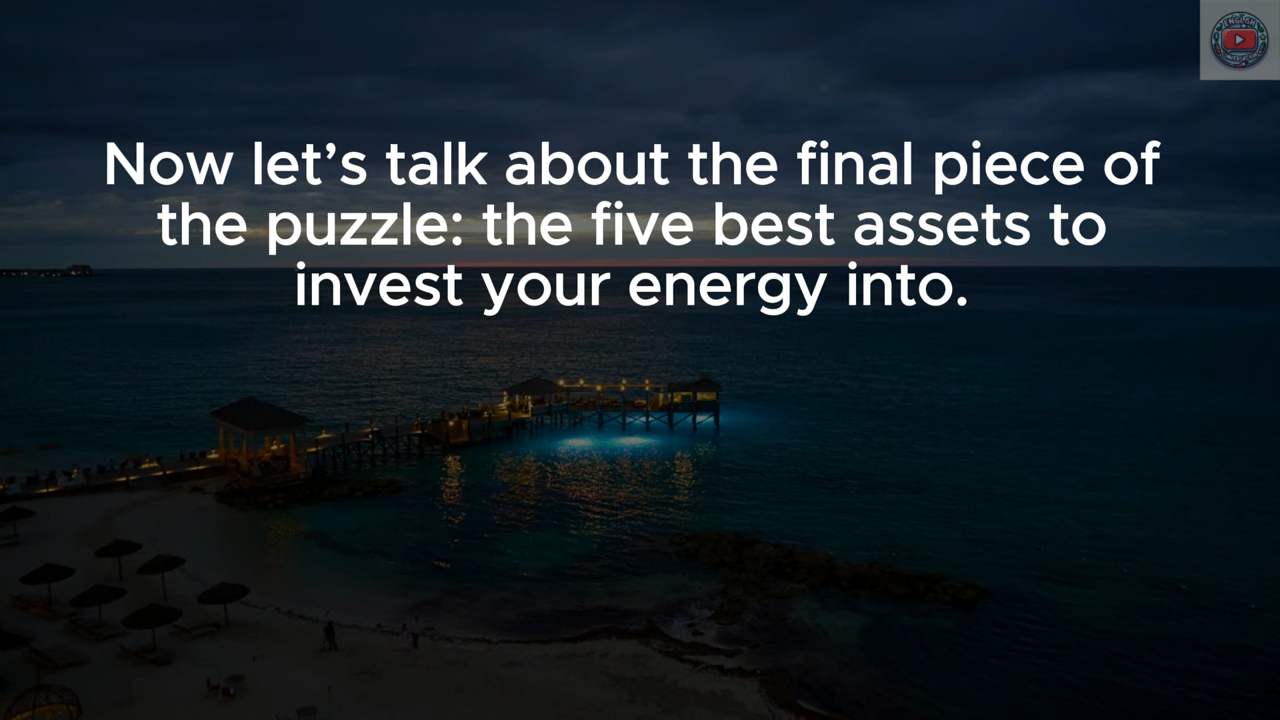 Now let’s talk about the final piece of
the puzzle: the five best assets to
invest your energy into.
ENGLISH